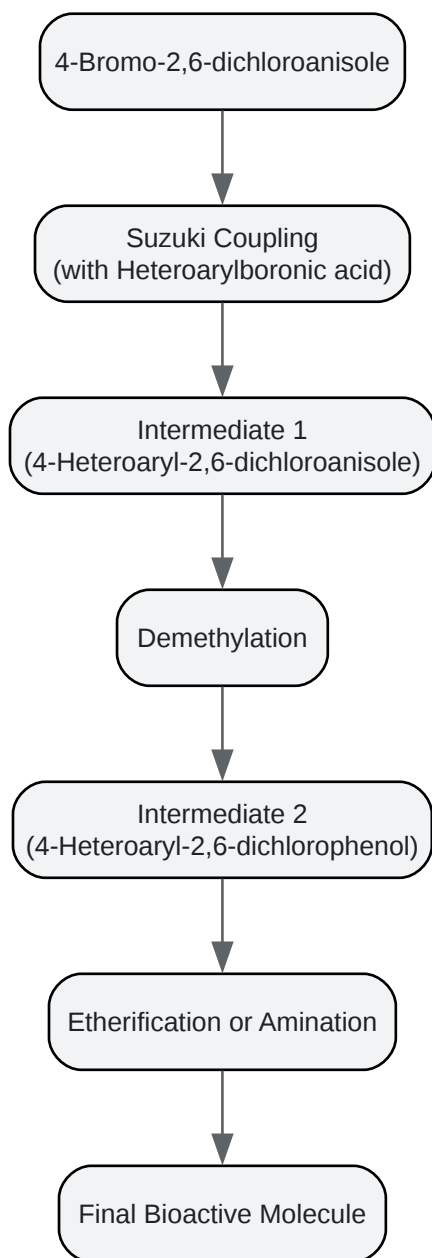 4-Bromo-2,6-dichloroanisole
Suzuki Coupling
(with Heteroarylboronic acid)
Intermediate 1
(4-Heteroaryl-2,6-dichloroanisole)
Demethylation
Intermediate 2
(4-Heteroaryl-2,6-dichlorophenol)
Etherification or Amination
Final Bioactive Molecule